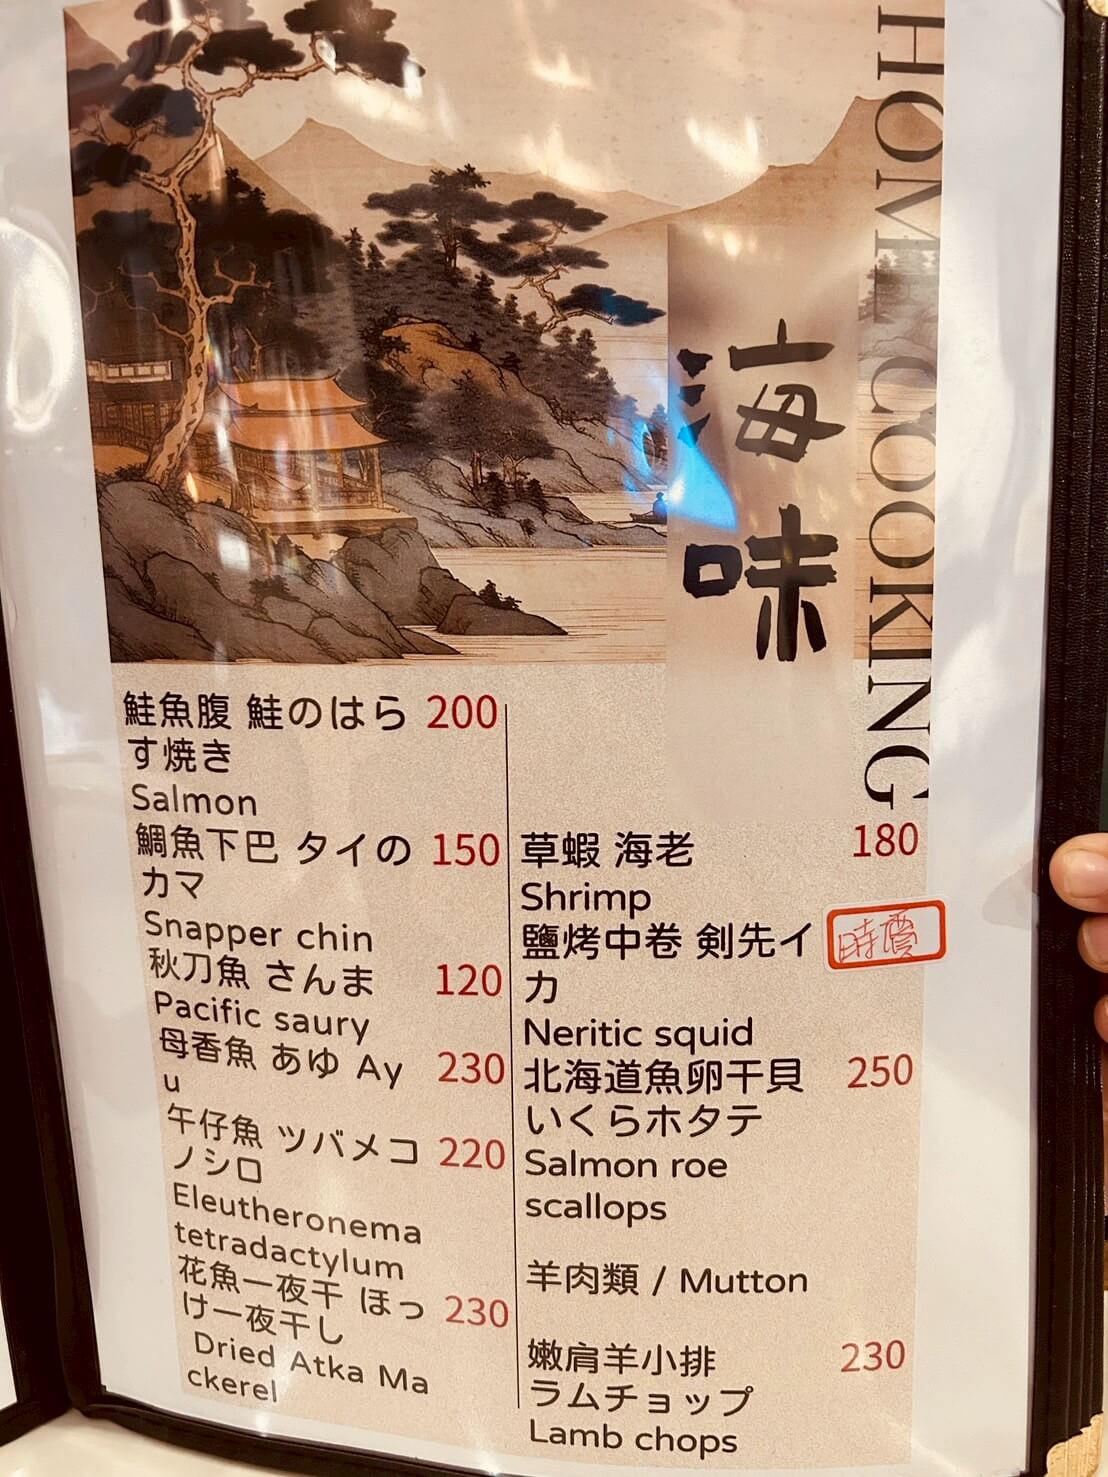 HOME COOKING
海味
鮭魚腹 鮭のはら 200
す焼き
Salmon
鯛魚下巴 タイの 150
カマ
Snapper chin
秋刀魚 さんま 120
Pacific saury
母香魚 あゆ Ay 230
u
午仔魚 ツバメコ 220
ノシロ
Eleutheronema
tetradactylum
花魚一夜干 ほっ 230
け一夜干し
Dried Atka Ma
ckerel
草蝦 海老 180
Shrimp
鹽烤中卷 剣先イ 時價
カ
Neritic squid
北海道魚卵干貝 250
いくらホタテ
Salmon roe
scallops
羊肉類 / Mutton
嫩肩羊小排 230
ラムチョップ
Lamb chops